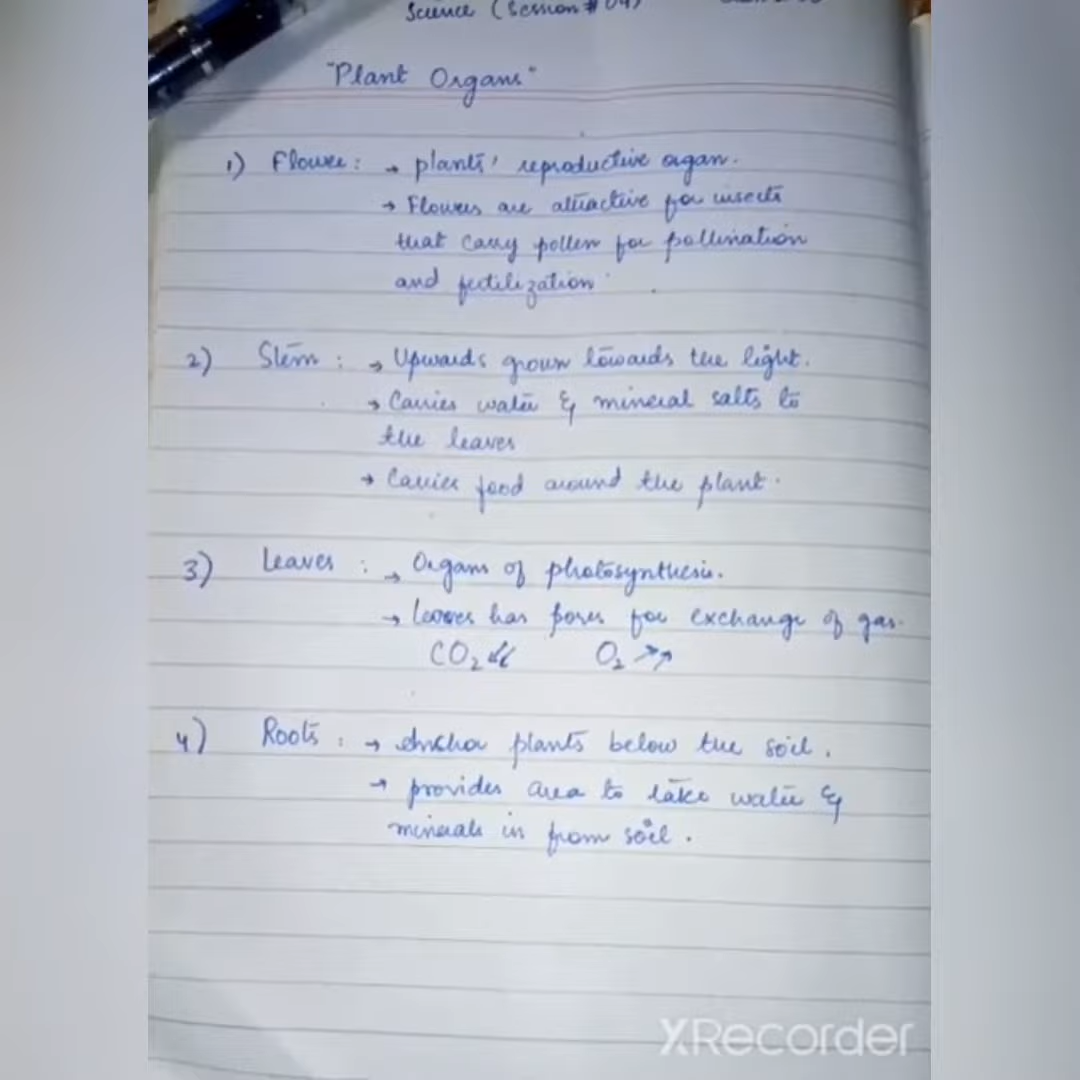 Science (Session # 04)
"Plant Organs"
1) Flower : → plants' reproductive organ.
→ Flowers are attractive for insects
that carry pollen for pollination
and fertilization
2) Stem : → Upwards grown towards the light.
→ Carries water & mineral salts to
the leaves
→ Carries food around the plant.
3) Leaves : → Organs of photosynthesis.
→ leaves has pores for exchange of gas.
CO₂ ↙↙ O₂ ↗↗
4) Roots : → Anchor plants below the soil.
→ provides area to take water &
minerals in from soil.
XRecorder